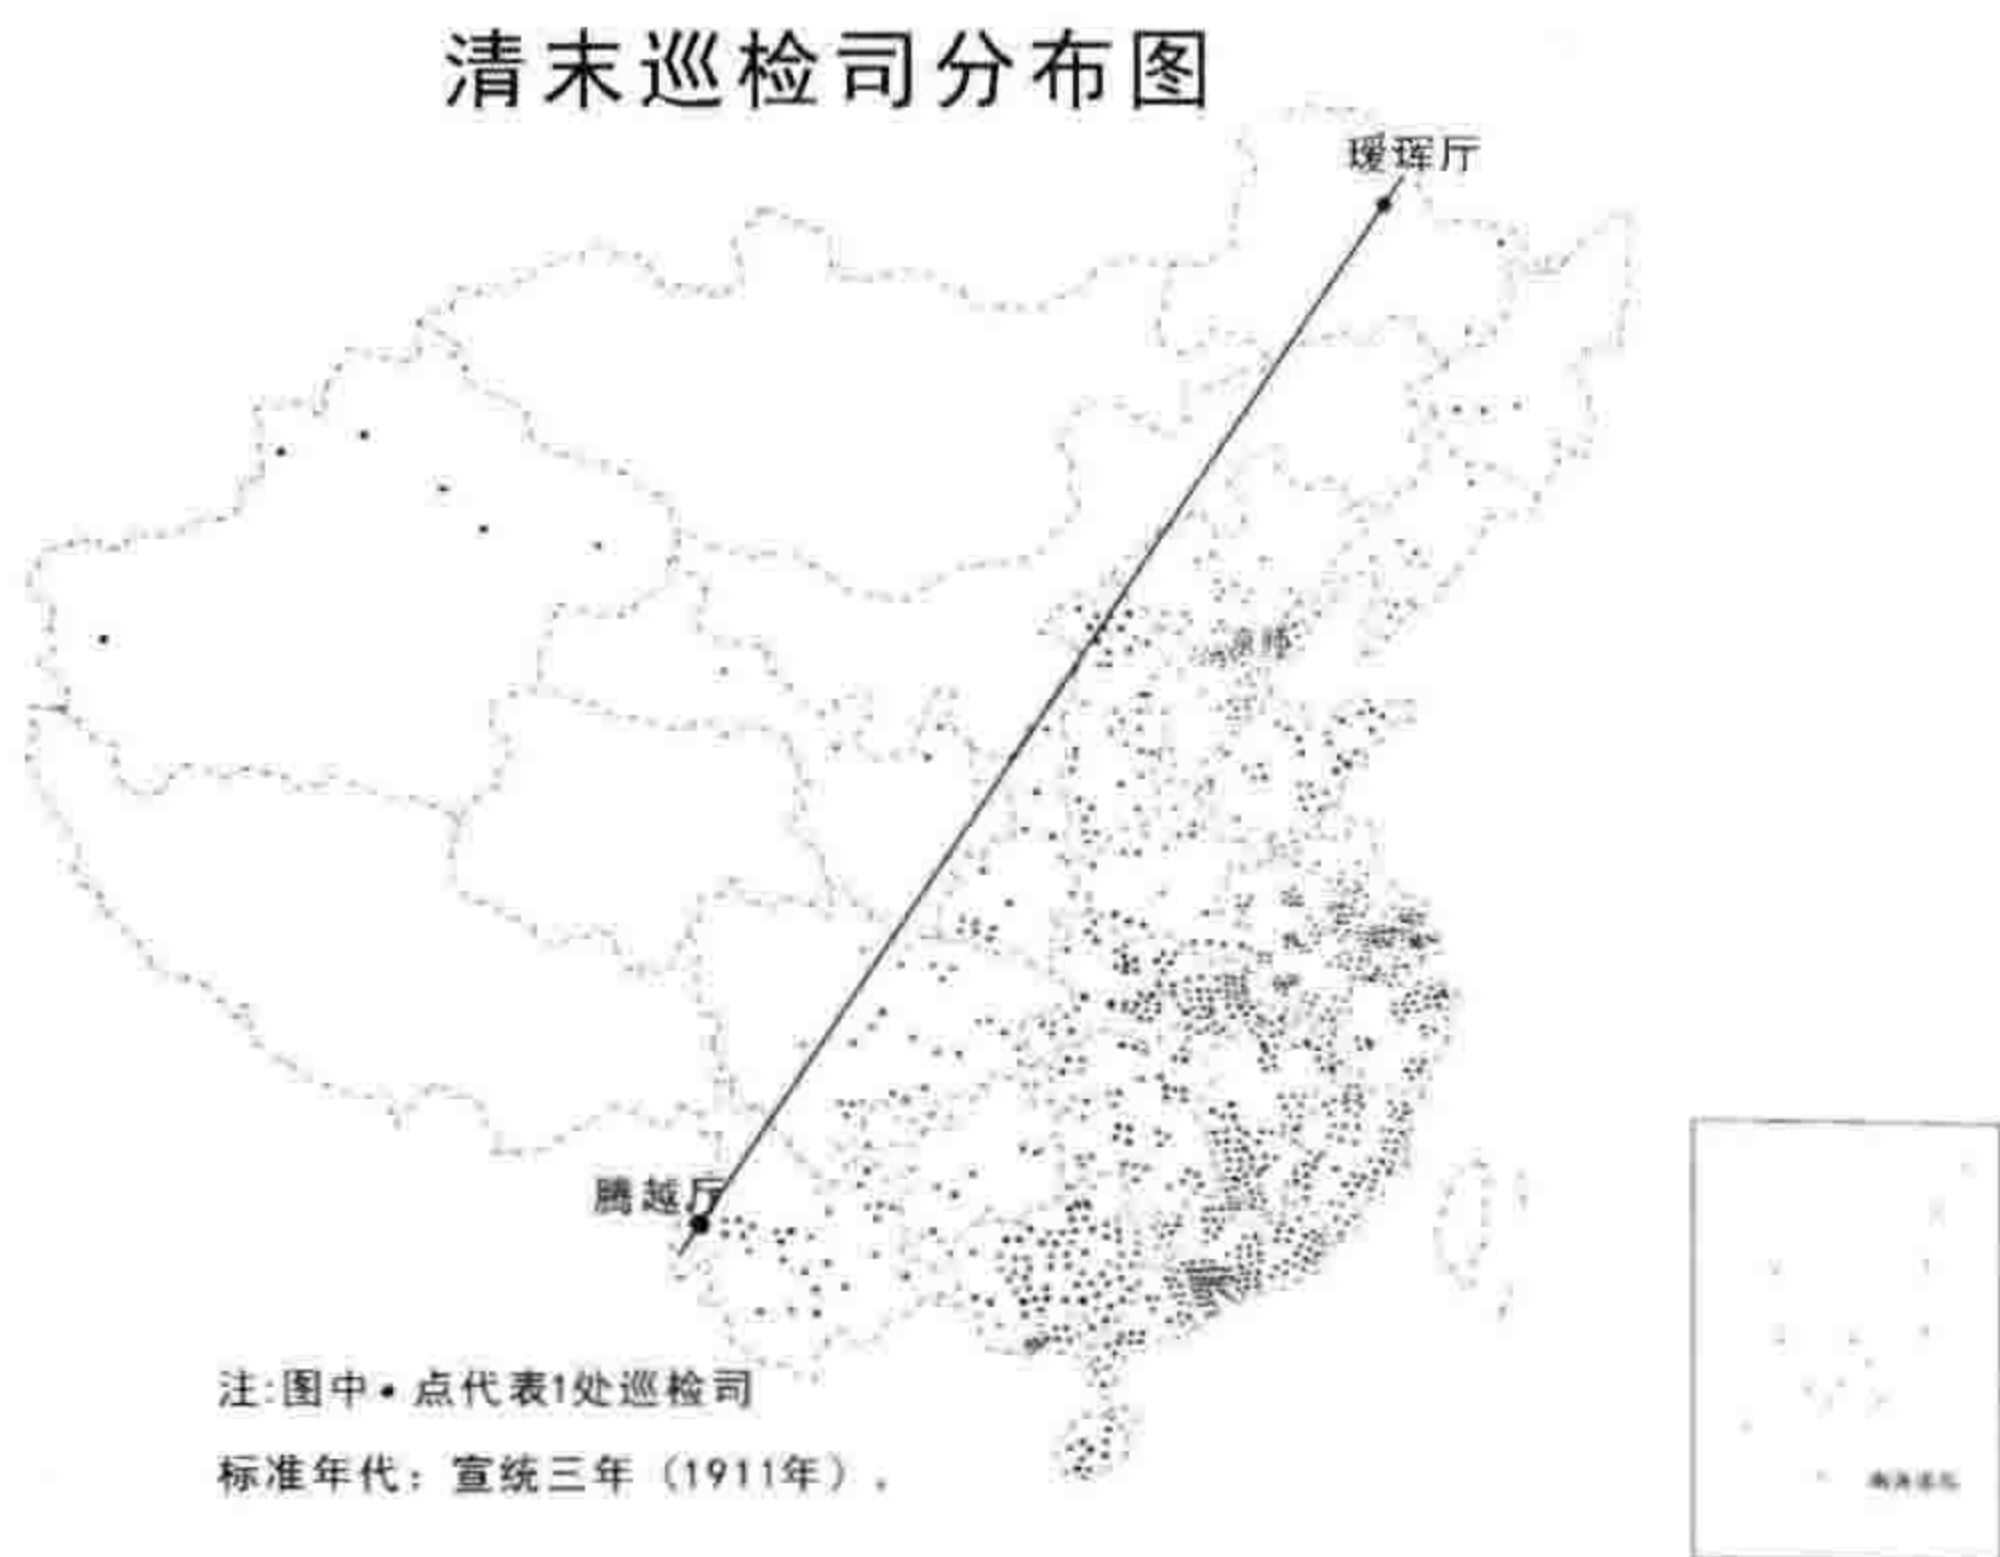 清末巡检司分布图
瑷珲厅
京师
腾越厅
注:图中•点代表1处巡检司
标准年代：宣统三年（1911年）.